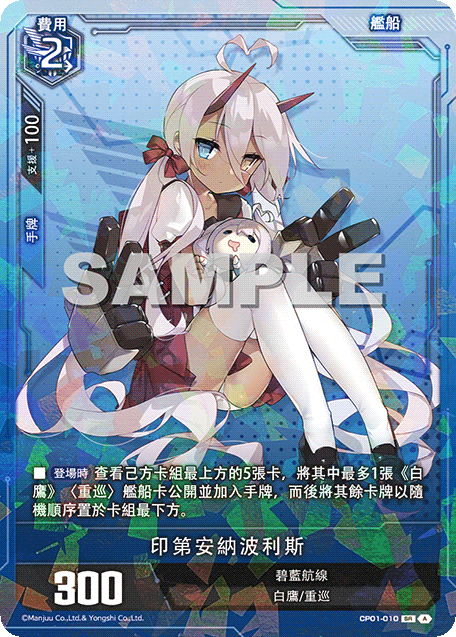 費用
2
艦船
支援+100
手牌
SAMPLE
■ 登場時 查看己方卡組最上方的5張卡，將其中最多1張《白
鷹》〈重巡〉艦船卡公開並加入手牌，而後將其餘卡牌以隨
機順序置於卡組最下方。
印第安納波利斯
300
碧藍航線
白鷹/重巡
©Manjuu Co.,Ltd.& Yongshi Co.,Ltd.
CP01-010 SR A